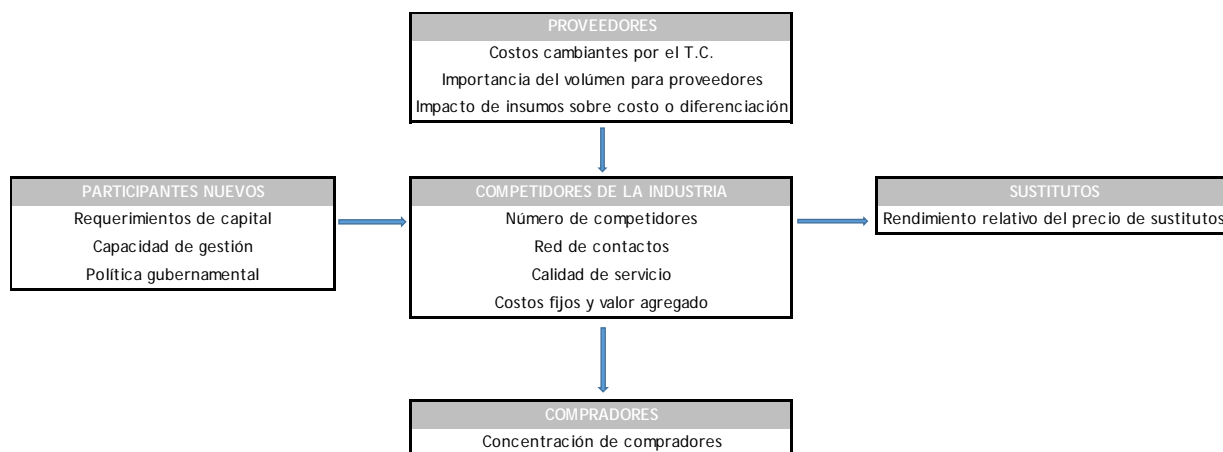 PROVEEDORES
Costos cambiantes por el T.C.
Importancia del volúmen para proveedores
Impacto de insumos sobre costo o diferenciación
PARTICIPANTES NUEVOS
Requerimientos de capital
Capacidad de gestión
Política gubernamental
COMPETIDORES DE LA INDUSTRIA
Número de competidores
Red de contactos
Calidad de servicio
Costos fijos y valor agregado
SUSTITUTOS
Rendimiento relativo del precio de sustitutos
COMPRADORES
Concentración de compradores